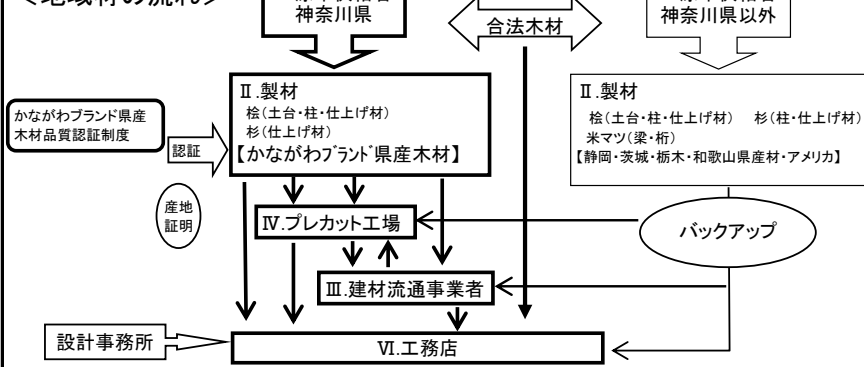 神奈川県
合法木材
神奈川県以外
Ⅱ.製材
桧(土台・柱・仕上げ材)
杉(仕上げ材)
【かながわブランド県産木材】
かながわブランド県産
木材品質認証制度
認証
産地
証明
Ⅱ.製材
桧(土台・柱・仕上げ材) 杉(柱・仕上げ材)
米マツ(梁・桁)
【静岡・茨城・栃木・和歌山県産材・アメリカ】
Ⅳ.プレカット工場
バックアップ
Ⅲ.建材流通事業者
設計事務所
Ⅵ.工務店